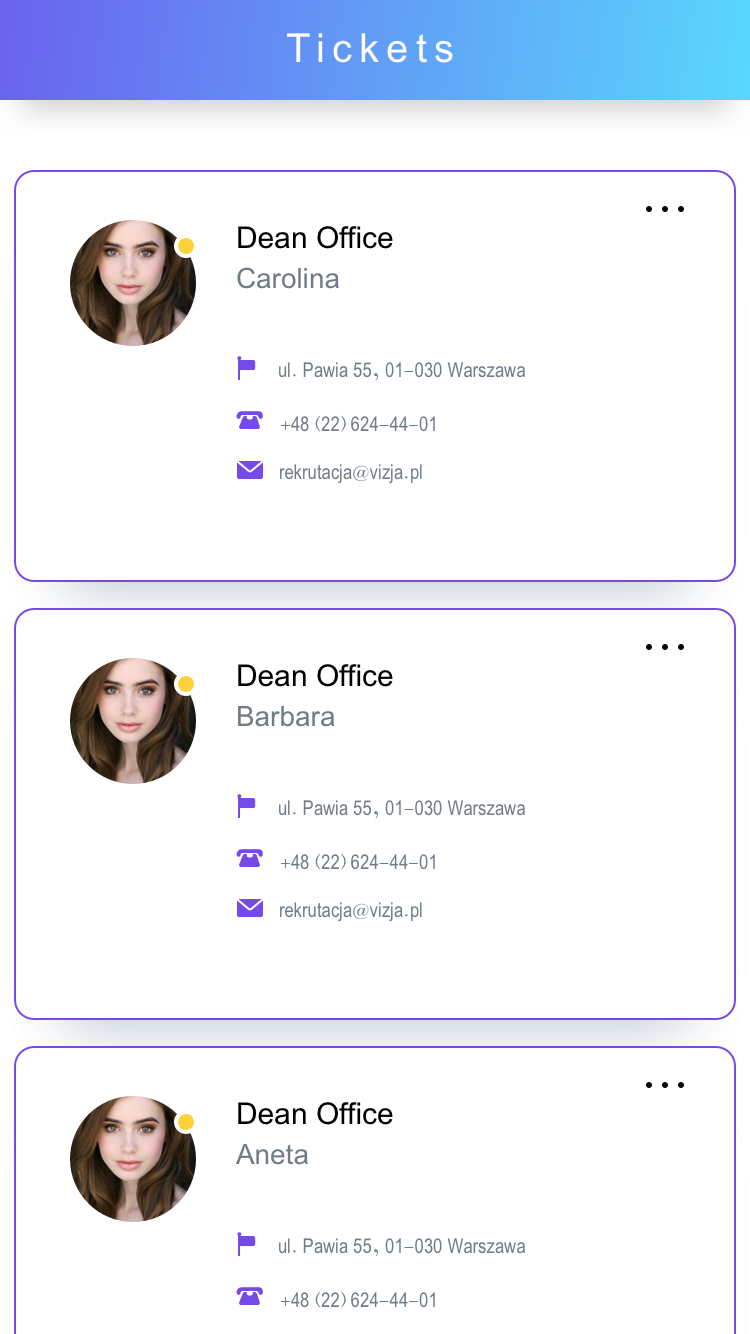 Tickets
Dean Office
Carolina
ul. Pawia 55, 01-030 Warszawa
+48 (22) 624-44-01
rekrutacja@vizja.pl
Dean Office
Barbara
ul. Pawia 55, 01-030 Warszawa
+48 (22) 624-44-01
rekrutacja@vizja.pl
Dean Office
Aneta
ul. Pawia 55, 01-030 Warszawa
+48 (22) 624-44-01